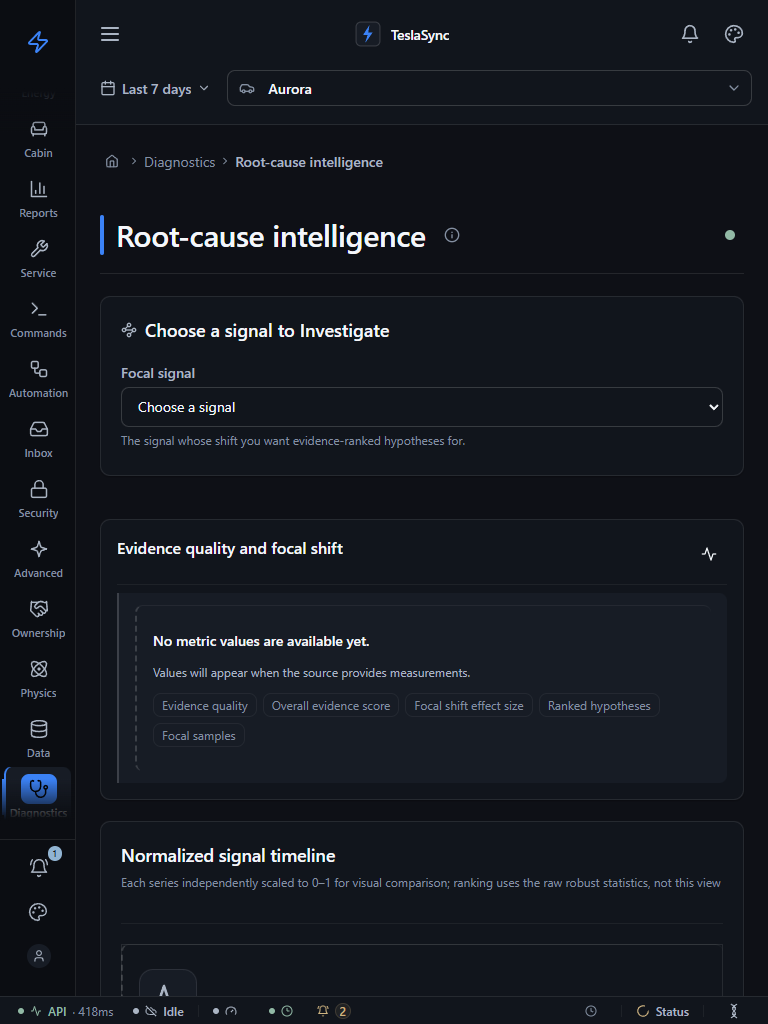 TeslaSync
Last 7 days
Aurora
Energy
Cabin
Reports
Service
Commands
Automation
Inbox
Security
Advanced
Ownership
Physics
Data
Diagnostics
1
Diagnostics
Root-cause intelligence
Root-cause intelligence
Choose a signal to Investigate
Focal signal
Choose a signal
The signal whose shift you want evidence-ranked hypotheses for.
Evidence quality and focal shift
No metric values are available yet.
Values will appear when the source provides measurements.
Evidence quality Overall evidence score Focal shift effect size Ranked hypotheses
Focal samples
Normalized signal timeline
Each series independently scaled to 0–1 for visual comparison; ranking uses the raw robust statistics, not this view
API · 418ms Idle 2 Status